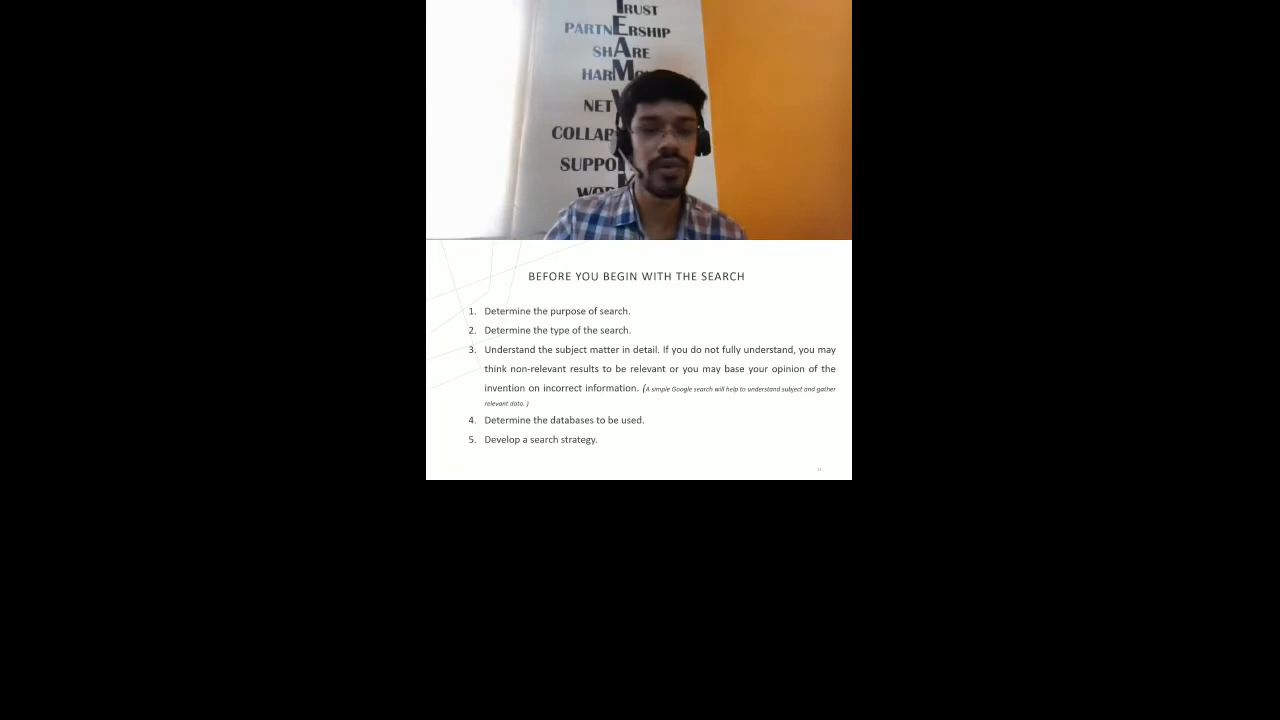 TRUST
PARTNERSHIP
SHARE
HARM
NET
COLLAB
SUPPO
WOR
BEFORE YOU BEGIN WITH THE SEARCH
1. Determine the purpose of search.
2. Determine the type of the search.
3. Understand the subject matter in detail. If you do not fully understand, you may
think non-relevant results to be relevant or you may base your opinion of the
invention on incorrect information. (A simple Google search will help to understand subject and gather
relevant data. )
4. Determine the databases to be used.
5. Develop a search strategy.